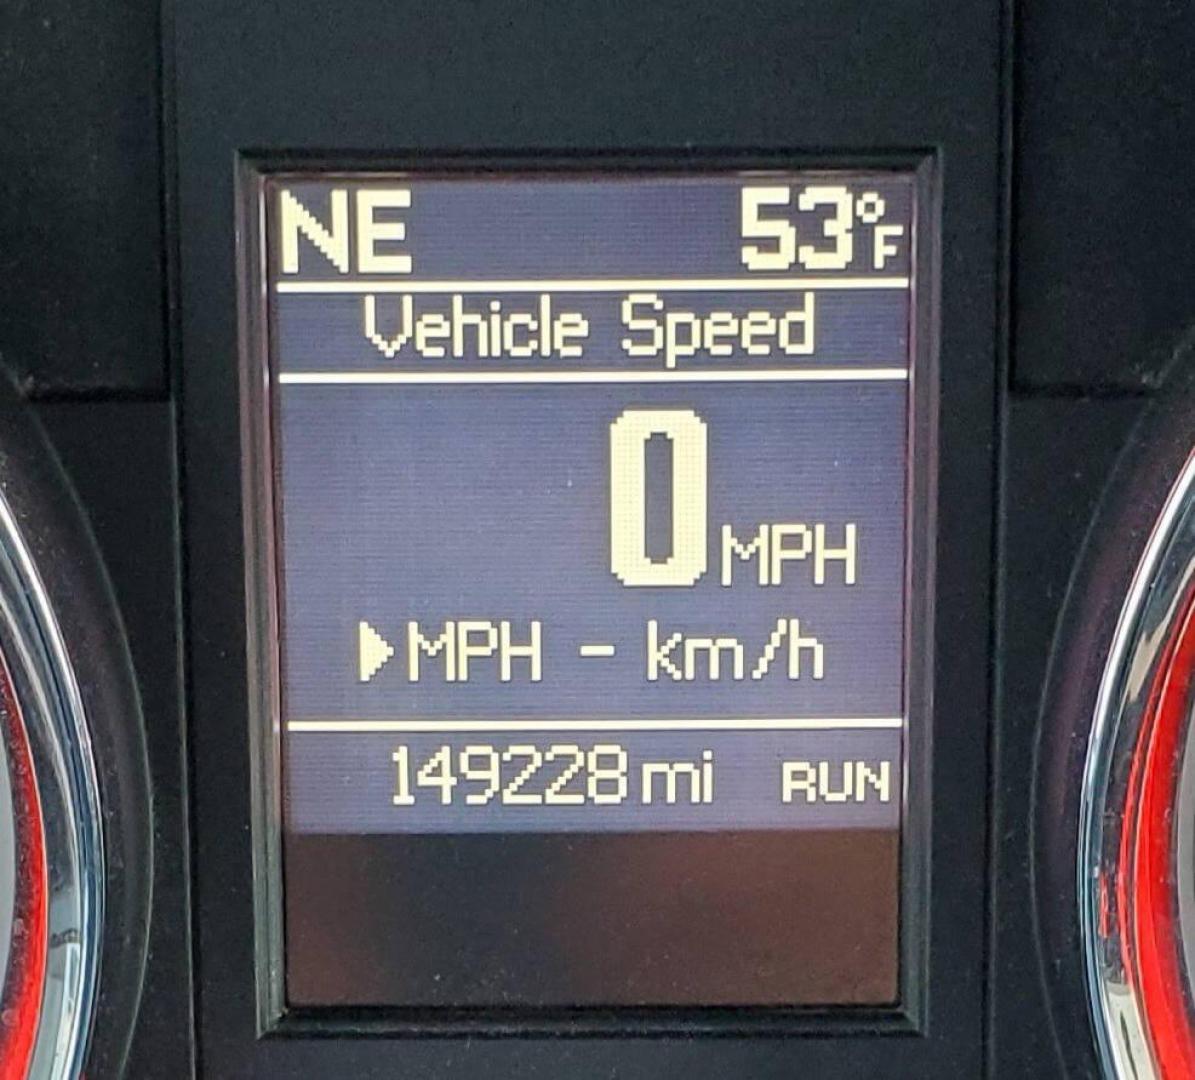 NE 53°F
Vehicle Speed
0 MPH
▶MPH - km/h
149228 mi RUN